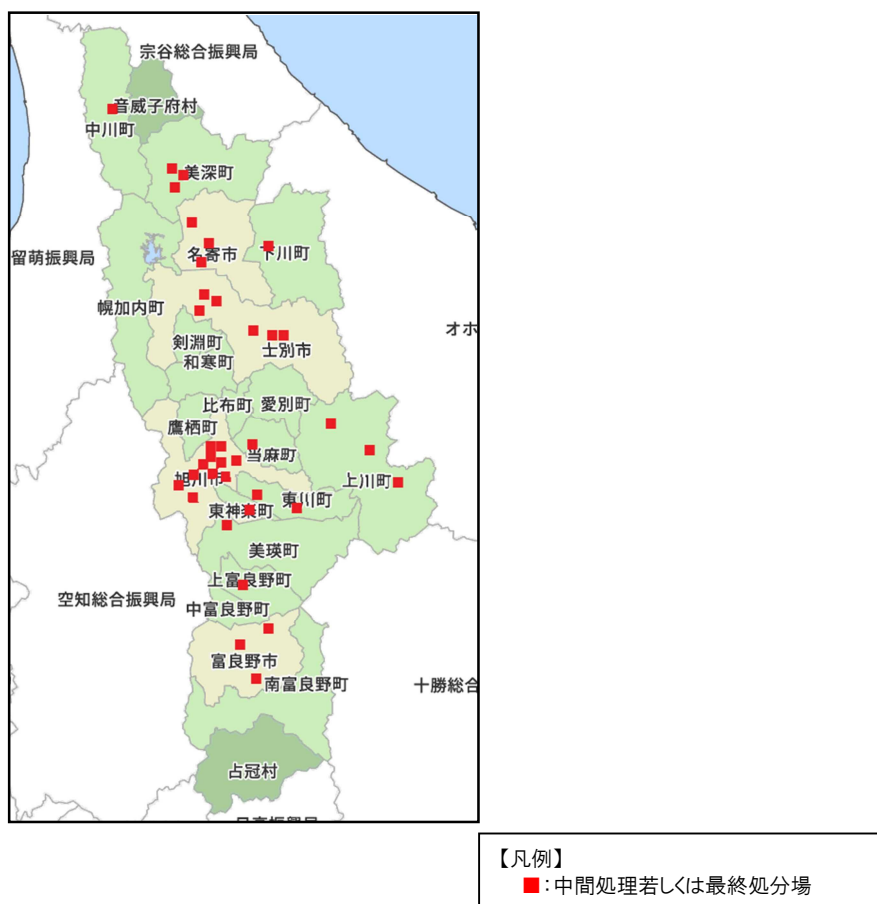 宗谷総合振興局
音威子府村
中川町
美深町
名寄市
下川町
留萌振興局
幌加内町
オホ
剣淵町
士別市
和寒町
比布町
愛別町
鷹栖町
当麻町
旭川市
上川町
東川町
東神楽町
美瑛町
上富良野町
空知総合振興局
中富良野町
富良野市
南富良野町
十勝総合
占冠村
【凡例】
■:中間処理若しくは最終処分場